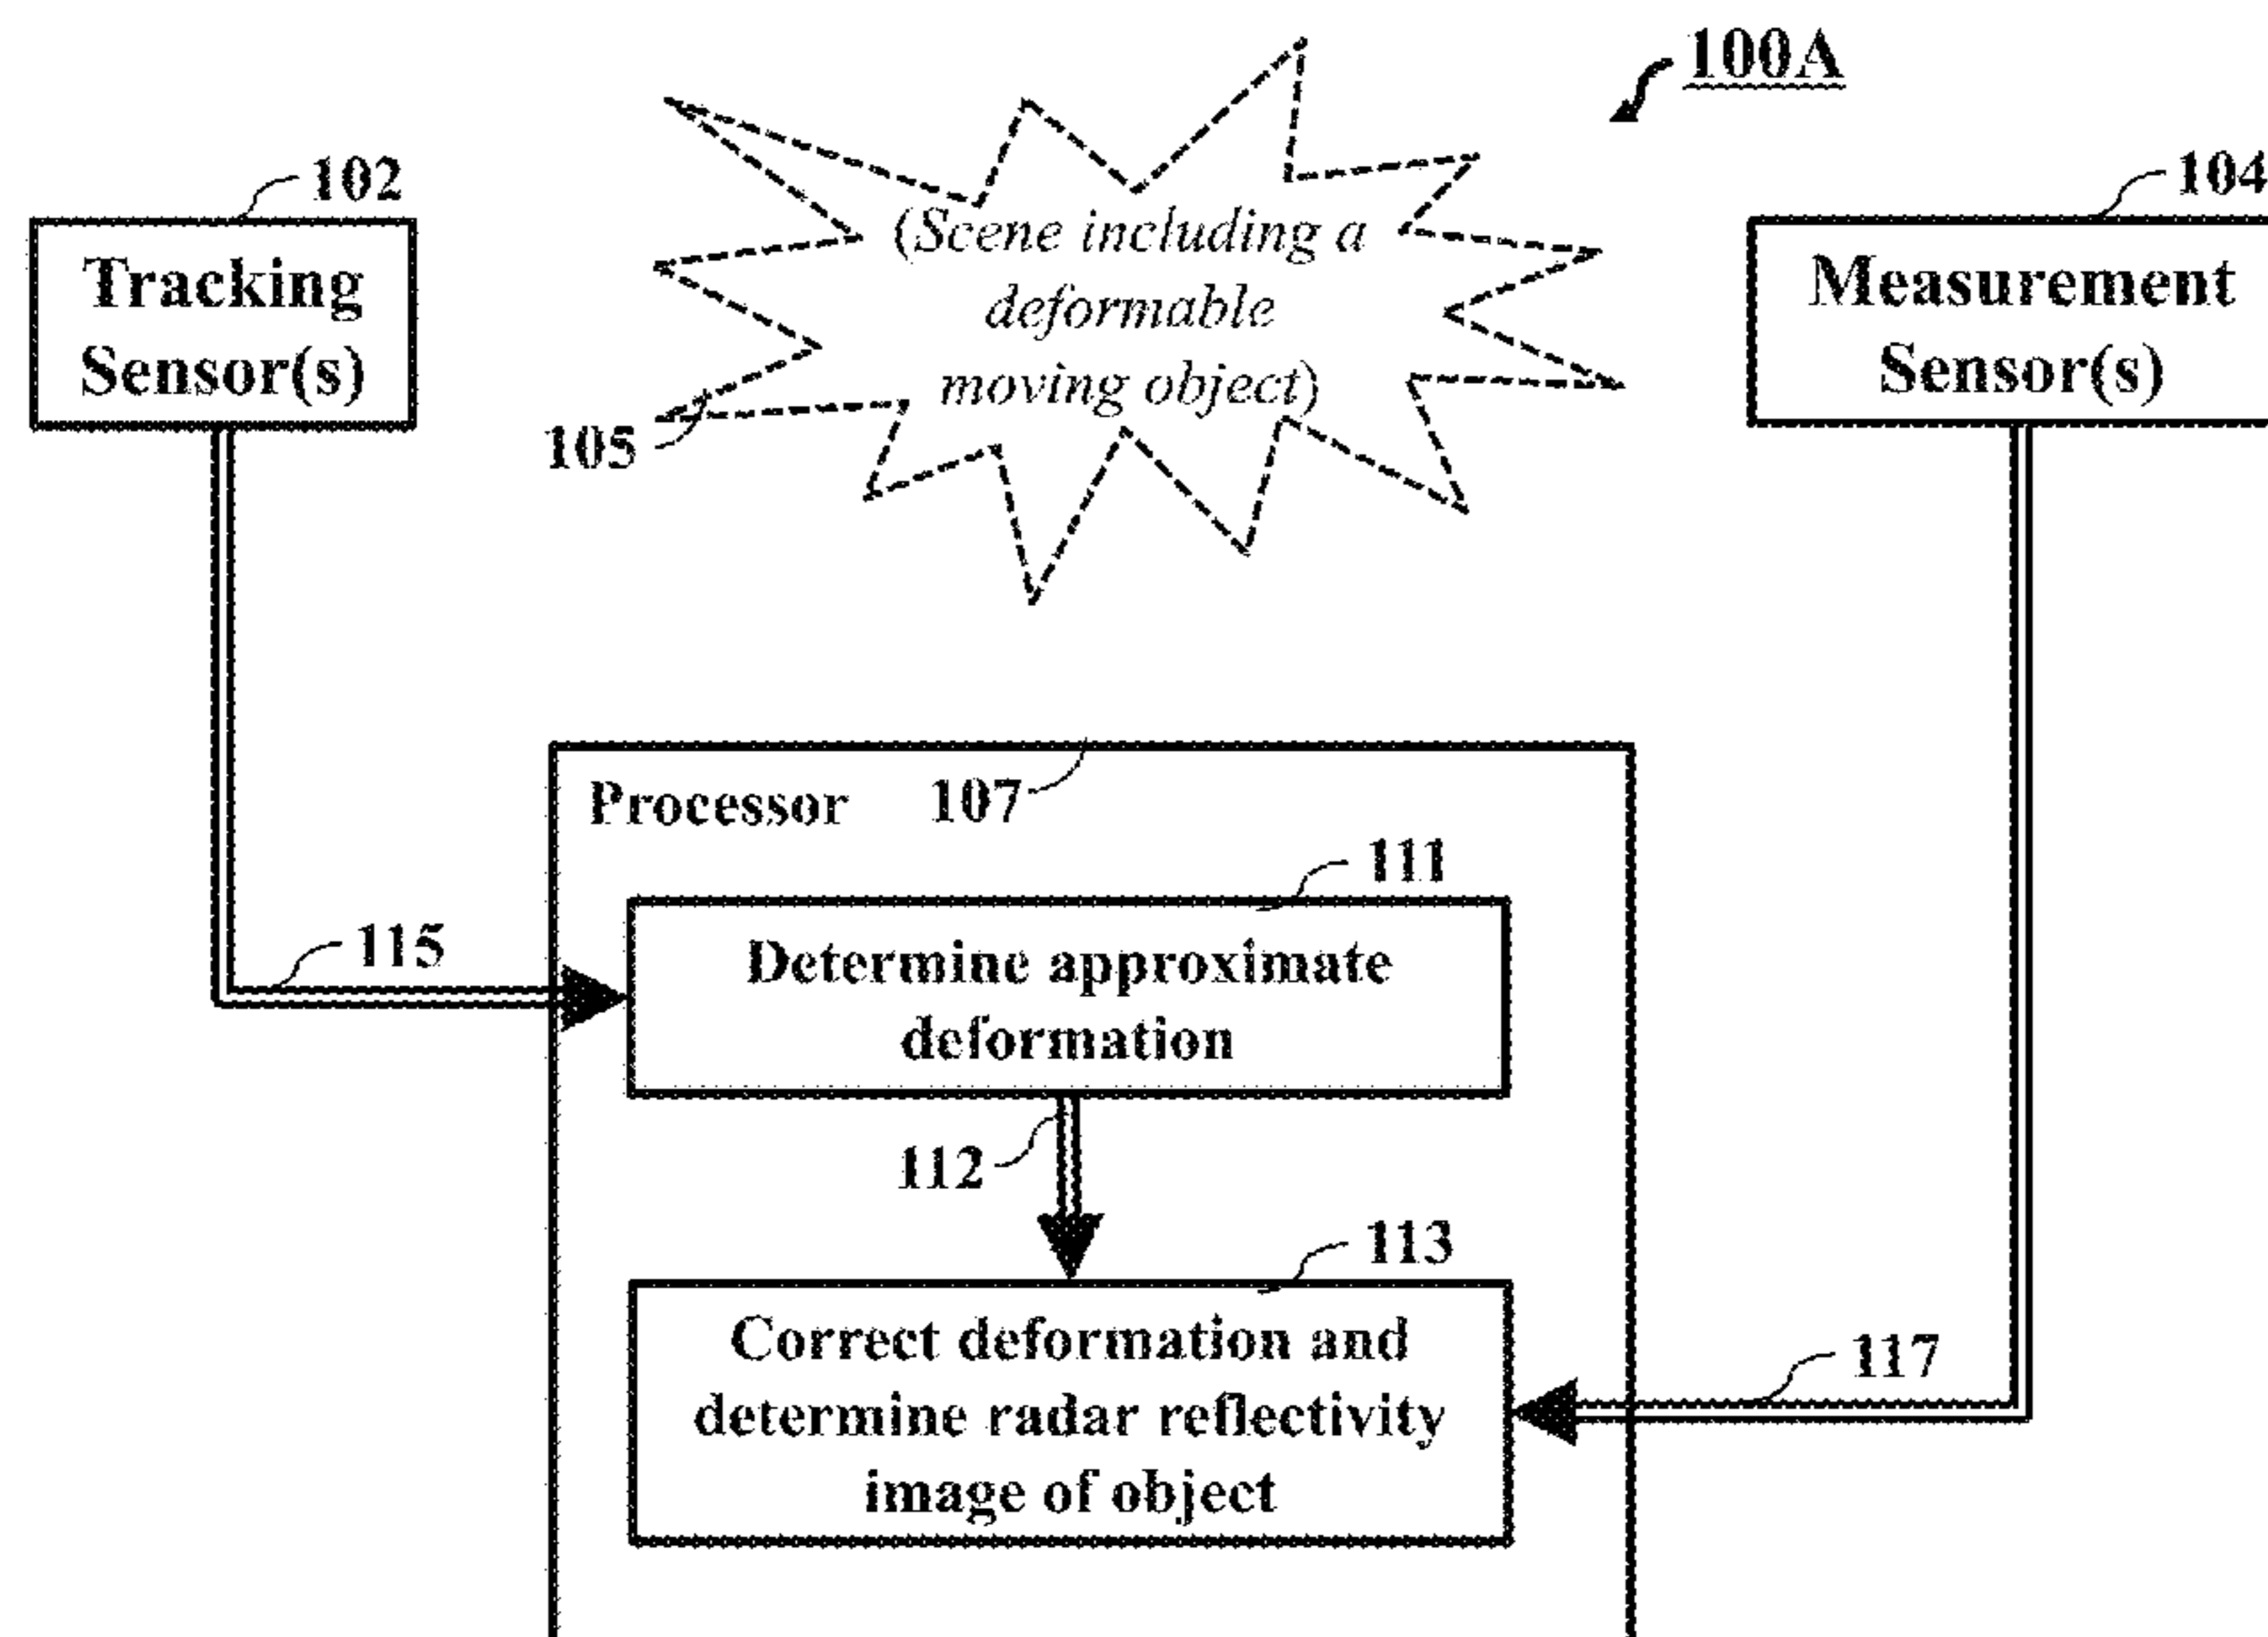 100A
102
104
Tracking
Sensor(s)
(Scene including a
deformable
moving object)
Measurement
Sensor(s)
105
Processor 107
111
115
Determine approximate
deformation
112
113
Correct deformation and
determine radar reflectivity
image of object
117